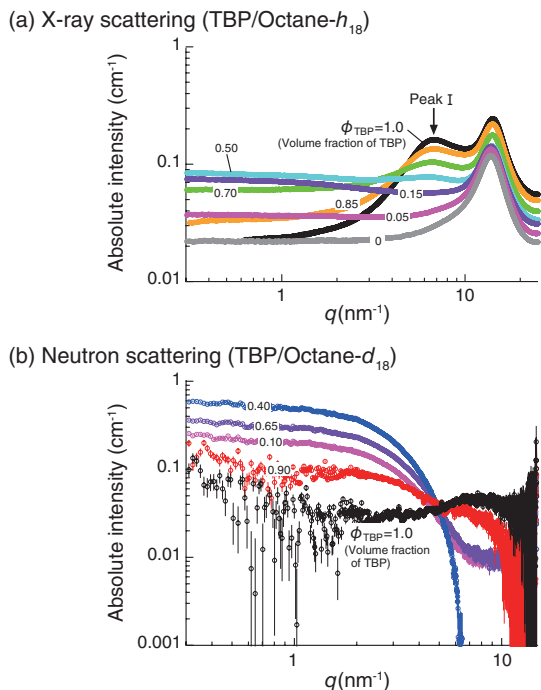 (a) X-ray scattering (TBP/Octane-h18)
Absolute intensity (cm-1)
1
0.1
0.01
Peak I
ϕTBP=1.0
(Volume fraction of TBP)
0.50
0.70
0.85
0.15
0.05
0
1
10
q(nm-1)
(b) Neutron scattering (TBP/Octane-d18)
Absolute intensity (cm-1)
1
0.1
0.01
0.001
0.40
0.65
0.10
0.90
ϕTBP=1.0
(Volume fraction
of TBP)
1
10
q(nm-1)